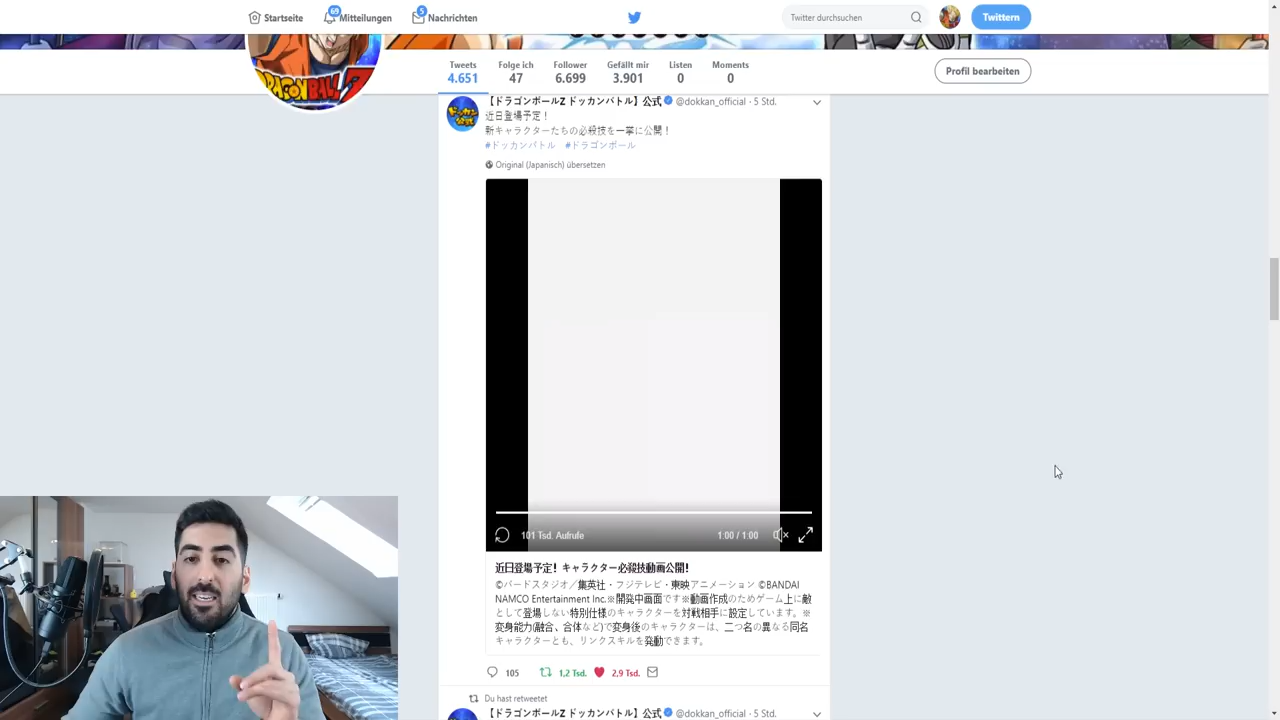 Startseite
69
Mitteilungen
5
Nachrichten
Twitter durchsuchen
Twittern
DRAGON BALL Z
Tweets
4.651
Folge ich
47
Follower
6.699
Gefällt mir
3.901
Listen
0
Moments
0
Profil bearbeiten
【ドラゴンボールZ ドッカンバトル】公式 @dokkan_official · 5 Std.
近日登場予定！
新キャラクターたちの必殺技を一挙に公開！
#ドッカンバトル #ドラゴンボール
Original (Japanisch) übersetzen
101 Tsd. Aufrufe
1:00 / 1:00
近日登場予定！キャラクター必殺技動画公開！
©バードスタジオ／集英社・フジテレビ・東映アニメーション ©BANDAI
NAMCO Entertainment Inc.※開発中画面です※動画作成のためゲーム上に敵
として登場しない特別仕様のキャラクターを対戦相手に設定しています。※
変身能力(融合、合体など)で変身後のキャラクターは、二つ名の異なる同名
キャラクターとも、リンクスキルを発動できます。
105
1,2 Tsd.
2,9 Tsd.
Du hast retweetet
【ドラゴンボールZ ドッカンバトル】公式 @dokkan_official · 5 Std.